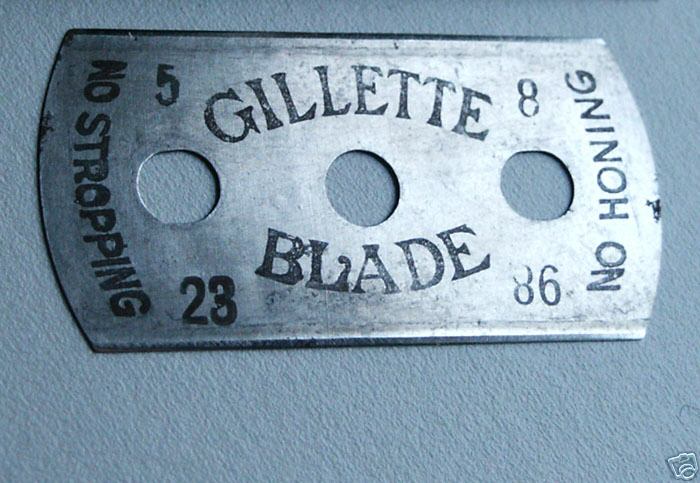 NO STROPPING
5
GILLETTE
8
NO HONING
BLADE
23
86